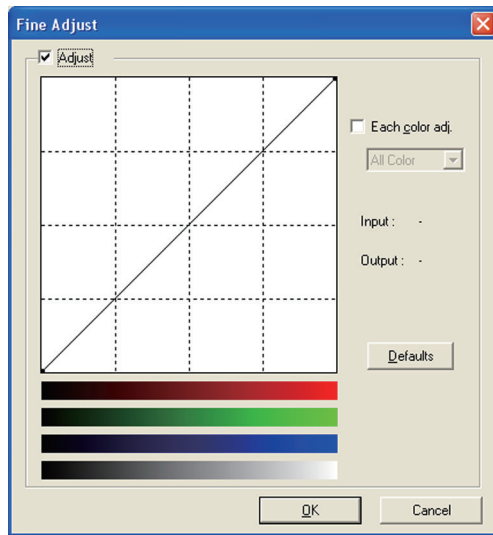 Fine Adjust
Adjust
Each color adj.
All Color
Input : -
Output : -
Defaults
OK
Cancel